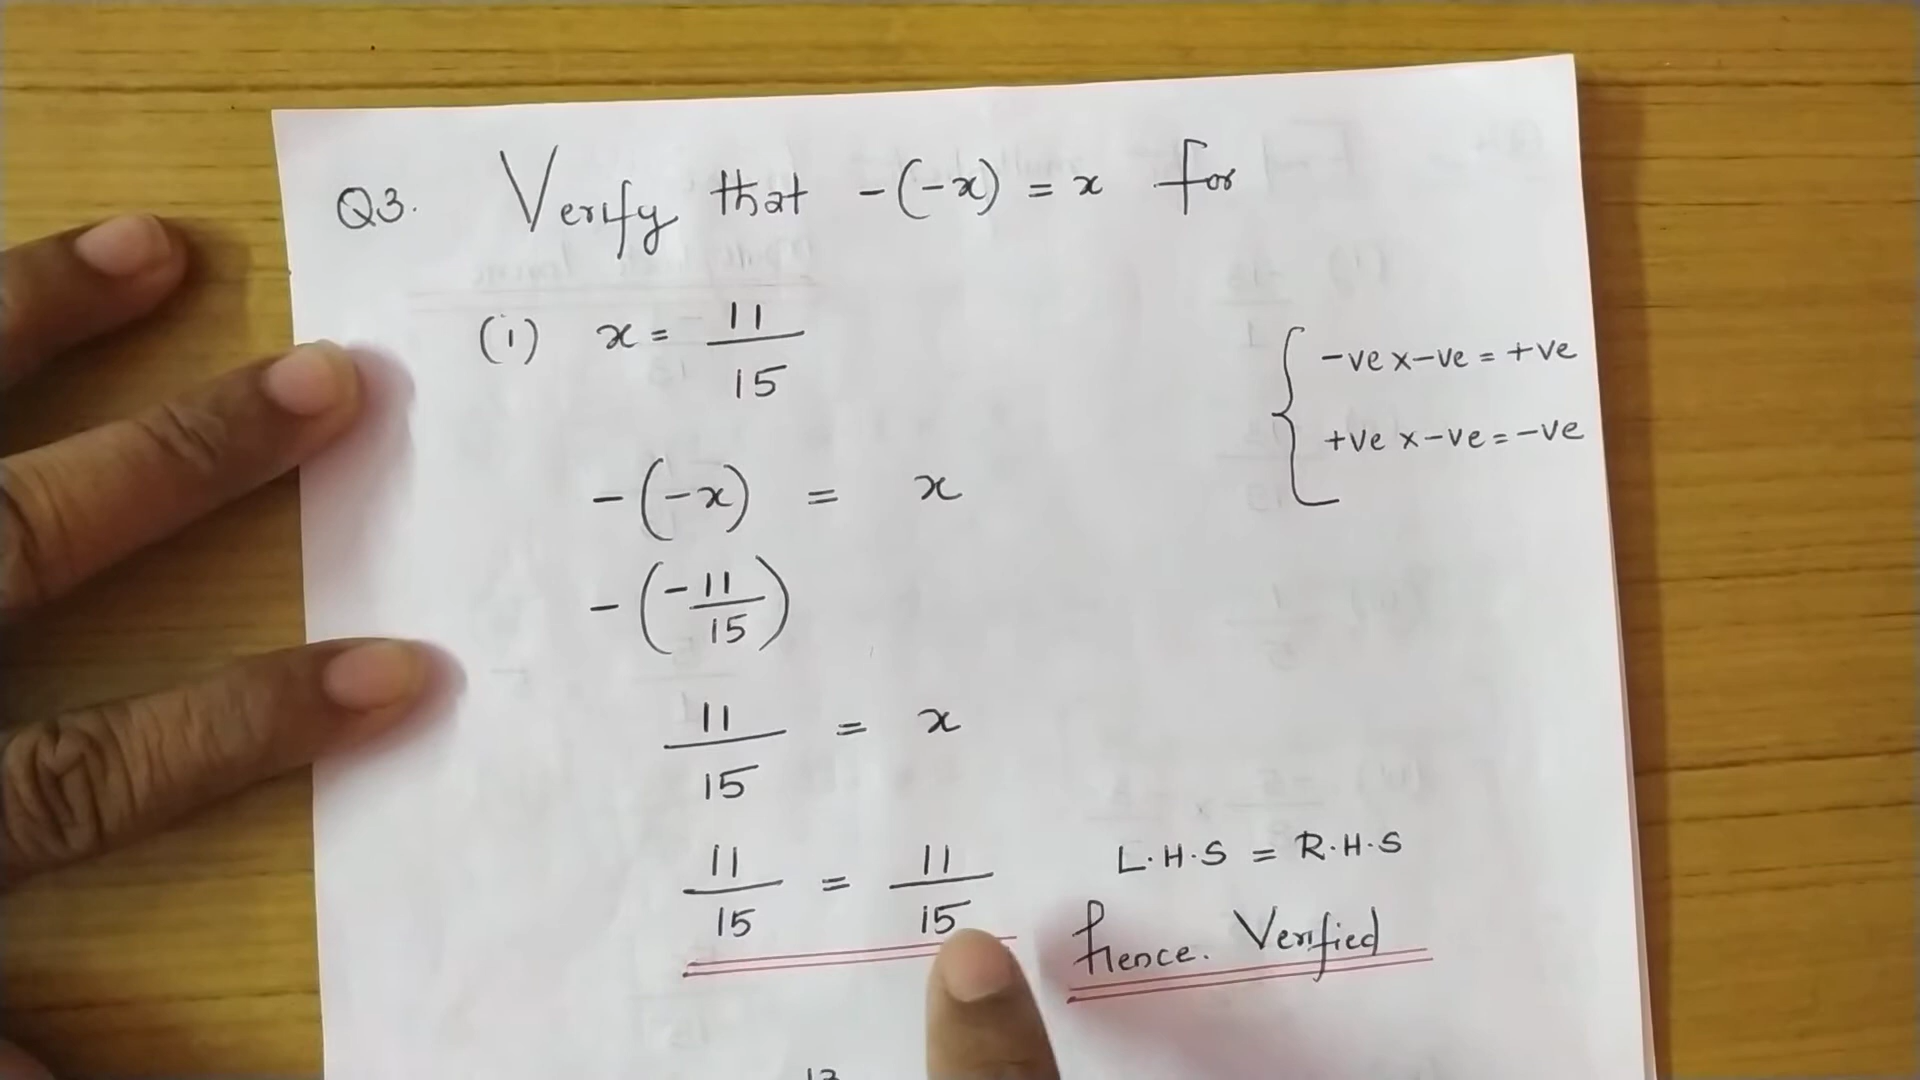 Q3. Verify that -(-x) = x for
(i) x = 11/15
-ve x -ve = +ve
+ve x -ve = -ve
-(-x) = x
-(-11/15)
11/15 = x
11/15 = 11/15
L.H.S = R.H.S
Hence. Verified